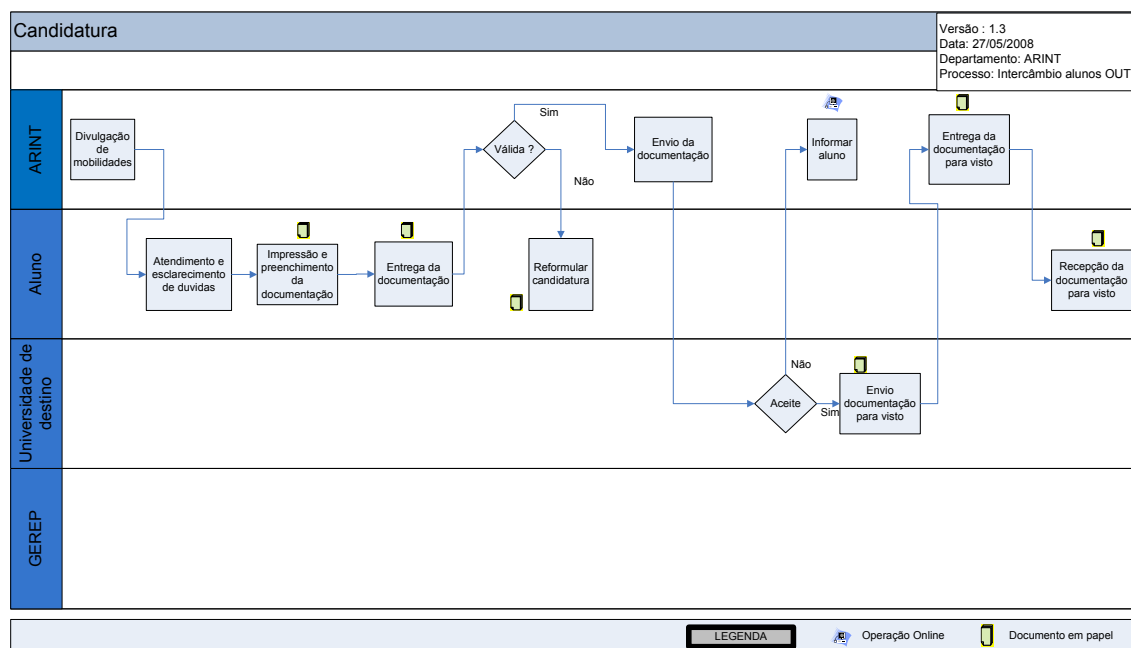 Candidatura
Versão : 1.3
Data: 27/05/2008
Departamento: ARINT
Processo: Intercâmbio alunos OUT
ARINT
Divulgação
de
mobilidades
Válida ?
Sim
Não
Envio da
documentação
Informar
aluno
Entrega da
documentação
para visto
Aluno
Atendimento e
esclarecimento
de duvidas
Impressão e
preenchimento
da
documentação
Entrega da
documentação
Reformular
candidatura
Recepção da
documentação
para visto
Universidade de
destino
Aceite
Não
Sim
Envio
documentação
para visto
GEREP
LEGENDA
Operação Online
Documento em papel